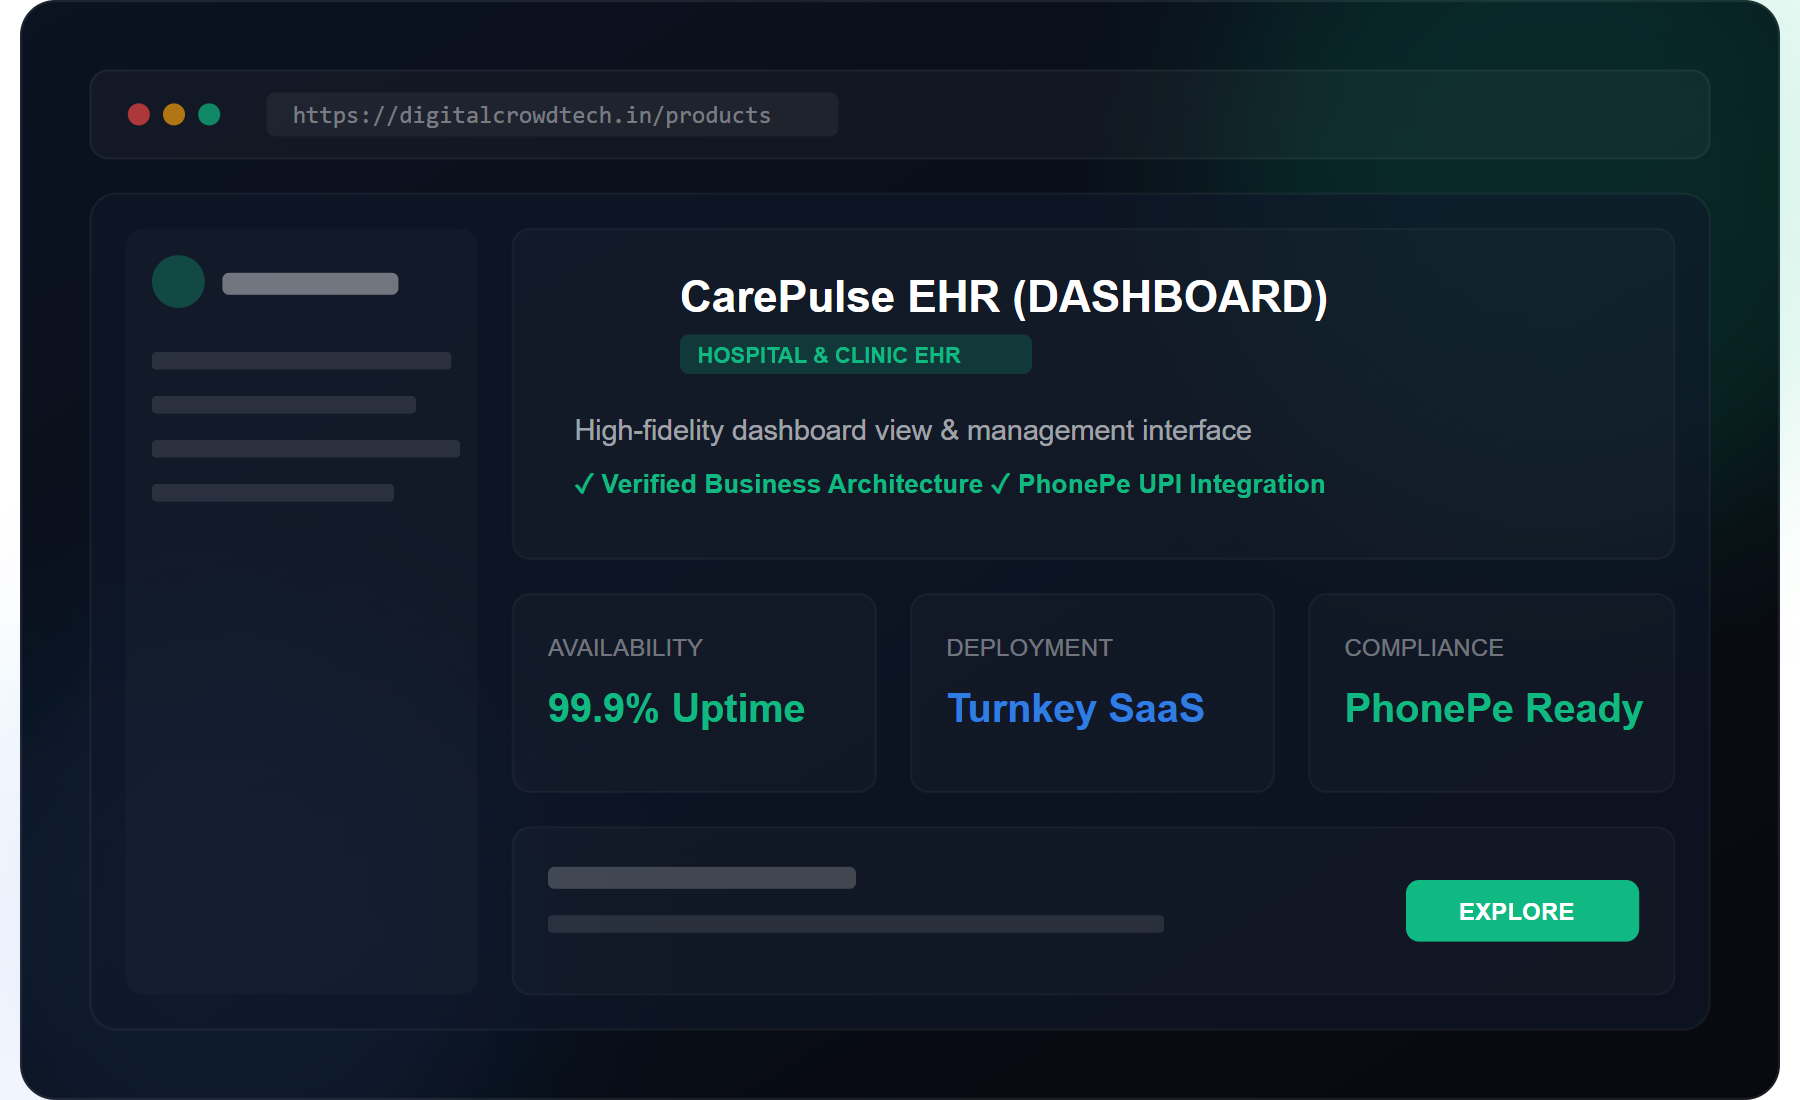 https://digitalcrowdtech.in/products
CarePulse EHR (DASHBOARD)
HOSPITAL & CLINIC EHR
High-fidelity dashboard view & management interface
✓ Verified Business Architecture ✓ PhonePe UPI Integration
AVAILABILITY
99.9% Uptime
DEPLOYMENT
Turnkey SaaS
COMPLIANCE
PhonePe Ready
EXPLORE